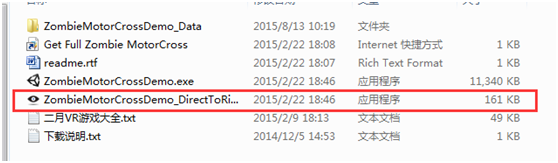 ZombieMotorCrossDemo_Data 2015/8/13 10:19 文件夹
Get Full Zombie MotorCross 2015/2/22 18:08 Internet 快捷方式 1 KB
readme.rtf 2015/2/22 18:07 Rich Text Format 1 KB
ZombieMotorCrossDemo.exe 2015/2/22 18:46 应用程序 11,340 KB
ZombieMotorCrossDemo_DirectToRi... 2015/2/22 18:46 应用程序 161 KB
二月VR游戏大全.txt 2015/2/9 18:13 文本文档 49 KB
下载说明.txt 2014/12/5 14:53 文本文档 1 KB